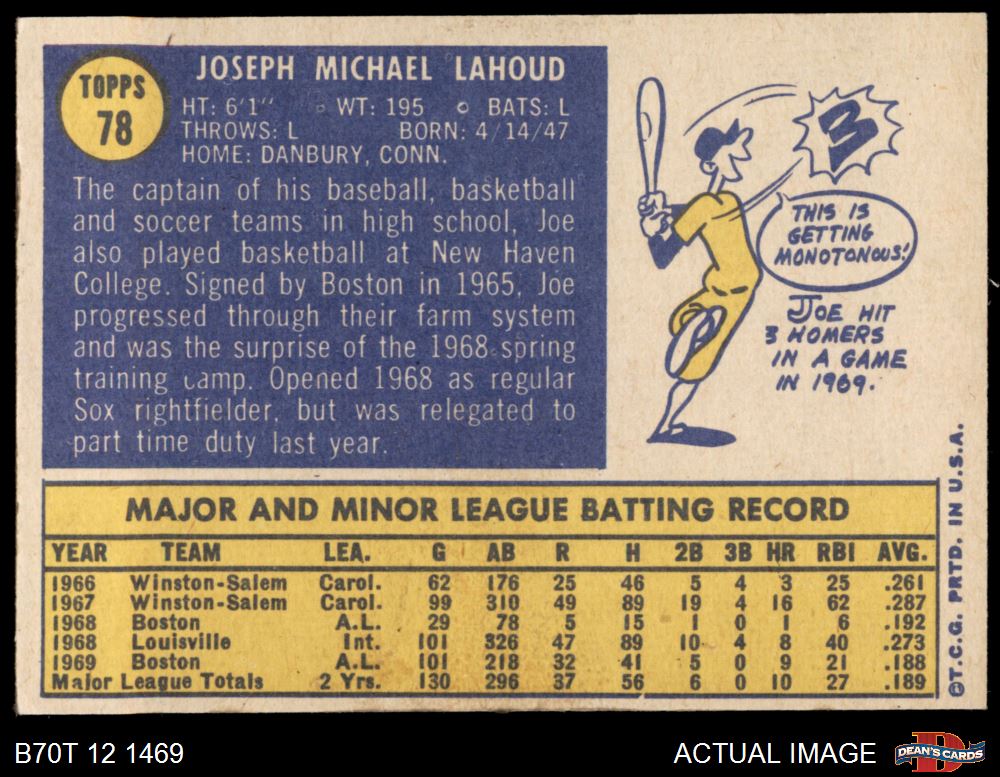 TOPPS
78
JOSEPH MICHAEL LAHOUD
HT: 6'1" WT: 195 BATS: L
THROWS: L BORN: 4/14/47
HOME: DANBURY, CONN.
The captain of his baseball, basketball
and soccer teams in high school, Joe
also played basketball at New Haven
College. Signed by Boston in 1965, Joe
progressed through their farm system
and was the surprise of the 1968 spring
training camp. Opened 1968 as regular
Sox rightfielder, but was relegated to
part time duty last year.
3
THIS IS
GETTING
MONOTONOUS!
JOE HIT
3 HOMERS
IN A GAME
IN 1969.
MAJOR AND MINOR LEAGUE BATTING RECORD
YEAR TEAM LEA. G AB R H 2B 3B HR RBI AVG.
1966 Winston-Salem Carol. 62 176 25 46 5 4 3 25 .261
1967 Winston-Salem Carol. 99 310 49 89 19 4 16 62 .287
1968 Boston A.L. 29 78 5 15 1 0 1 6 .192
1968 Louisville Int. 101 326 47 89 10 4 8 40 .273
1969 Boston A.L. 101 218 32 41 5 0 9 21 .188
Major League Totals 2 Yrs. 130 296 37 56 6 0 10 27 .189
©T.C.G. PRTD. IN U.S.A.
B70T 12 1469
ACTUAL IMAGE
D
DEAN'S CARDS